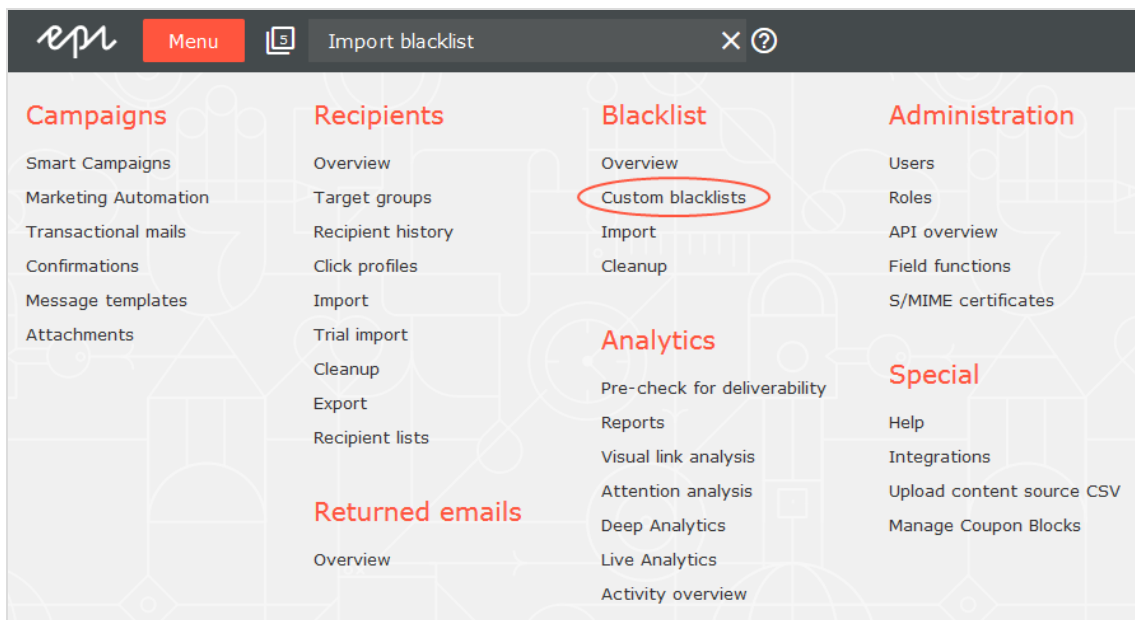 epi
Menu
5
Import blacklist
Campaigns
Smart Campaigns
Marketing Automation
Transactional mails
Confirmations
Message templates
Attachments
Recipients
Overview
Target groups
Recipient history
Click profiles
Import
Trial import
Cleanup
Export
Recipient lists
Returned emails
Overview
Blacklist
Overview
Custom blacklists
Import
Cleanup
Analytics
Pre-check for deliverability
Reports
Visual link analysis
Attention analysis
Deep Analytics
Live Analytics
Activity overview
Administration
Users
Roles
API overview
Field functions
S/MIME certificates
Special
Help
Integrations
Upload content source CSV
Manage Coupon Blocks